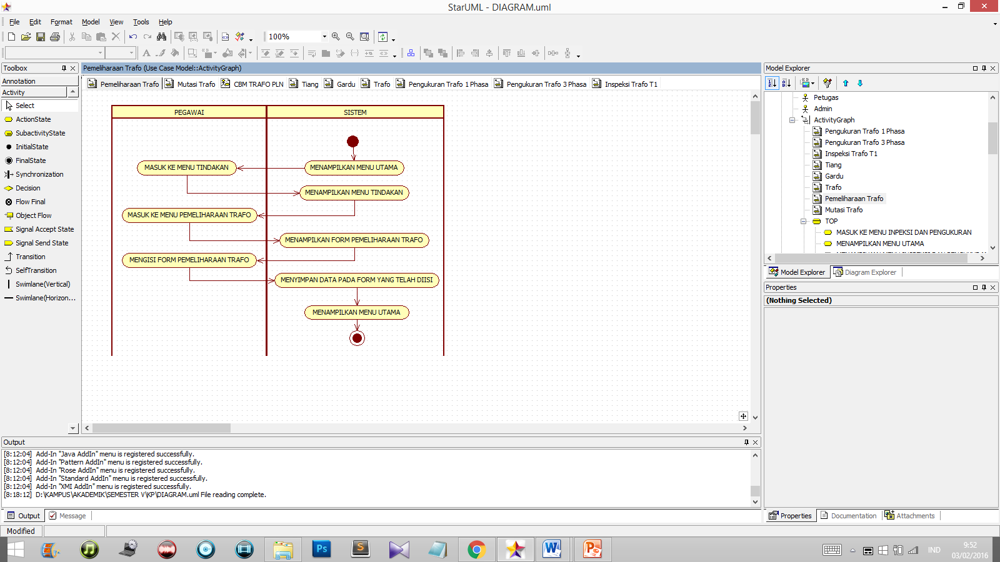 StarUML - DIAGRAM.uml
File Edit Format Model View Tools Help
100%
Toolbox
Annotation
Activity
Select
ActionState
SubactivityState
InitialState
FinalState
Synchronization
Decision
Flow Final
Object Flow
Signal Accept State
Signal Send State
Transition
SelfTransition
Swimlane(Vertical)
Swimlane(Horizon...
Pemeliharaan Trafo (Use Case Model::ActivityGraph)
Pemeliharaan Trafo Mutasi Trafo CBM TRAFO PLN Tiang Gardu Trafo Pengukuran Trafo 1 Phasa Pengukuran Trafo 3 Phasa Inspeksi Trafo T1
PEGAWAI SISTEM
MASUK KE MENU TINDAKAN MENAMPILKAN MENU UTAMA
MENAMPILKAN MENU TINDAKAN
MASUK KE MENU PEMELIHARAAN TRAFO
MENAMPILKAN FORM PEMELIHARAAN TRAFO
MENGISI FORM PEMELIHARAAN TRAFO
MENYIMPAN DATA PADA FORM YANG TELAH DIISI
MENAMPILKAN MENU UTAMA
Model Explorer
Petugas
Admin
ActivityGraph
Pengukuran Trafo 1 Phasa
Pengukuran Trafo 3 Phasa
Inspeksi Trafo T1
Tiang
Gardu
Trafo
Pemeliharaan Trafo
Mutasi Trafo
TOP
MASUK KE MENU INPEKSI DAN PENGUKURAN
MENAMPILKAN MENU UTAMA
Model Explorer Diagram Explorer
Properties
(Nothing Selected)
Properties Documentation Attachments
Output
[8:12:04] Add-In "Java AddIn" menu is registered successfully.
[8:12:04] Add-In "Pattern AddIn" menu is registered successfully.
[8:12:04] Add-In "Rose AddIn" menu is registered successfully.
[8:12:04] Add-In "Standard AddIn" menu is registered successfully.
[8:12:04] Add-In "XMI AddIn" menu is registered successfully.
[8:18:12] D:\KAMPUS\AKADEMIK\SEMESTER V\KP\DIAGRAM.uml File reading complete.
Output Message
Modified
Ps
IND
9:52
03/02/2016